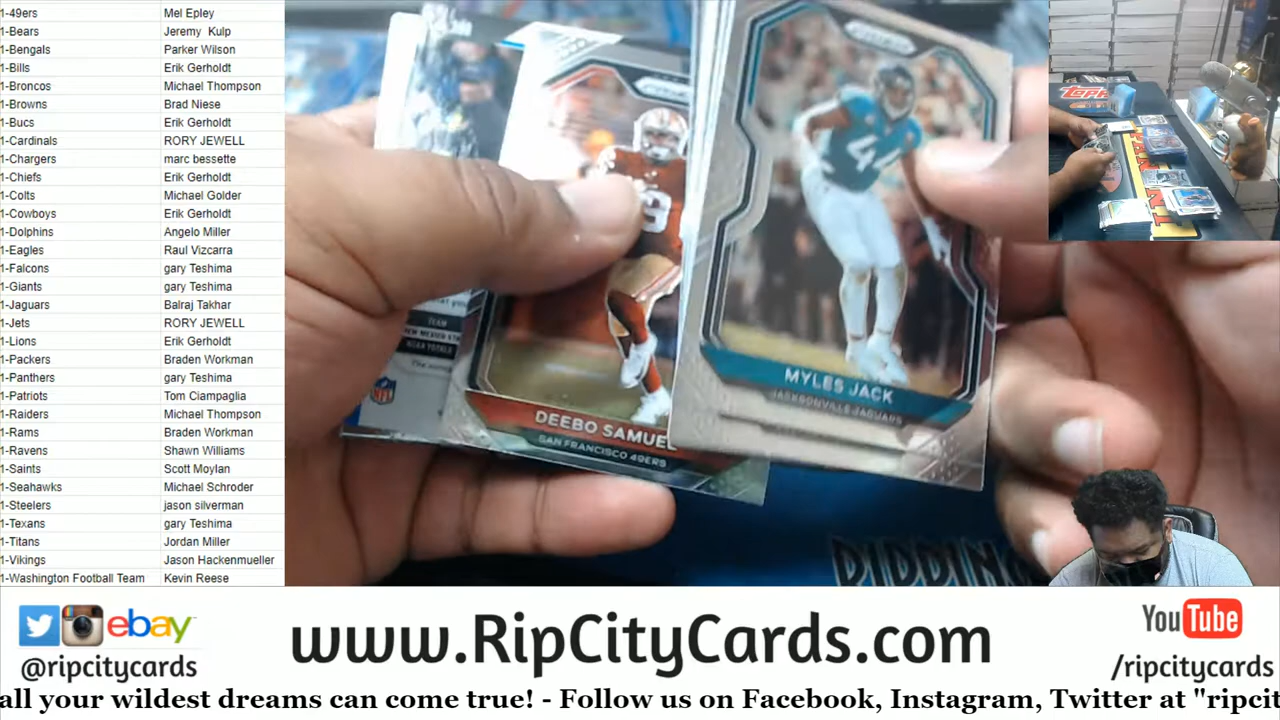 1-49ers Mel Epley
1-Bears Jeremy Kulp
1-Bengals Parker Wilson
1-Bills Erik Gerholdt
1-Broncos Michael Thompson
1-Browns Brad Niese
1-Bucs Erik Gerholdt
1-Cardinals RORY JEWELL
1-Chargers marc bessette
1-Chiefs Erik Gerholdt
1-Colts Michael Golder
1-Cowboys Erik Gerholdt
1-Dolphins Angelo Miller
1-Eagles Raul Vizcarra
1-Falcons gary Teshima
1-Giants gary Teshima
1-Jaguars Balraj Takhar
1-Jets RORY JEWELL
1-Lions Erik Gerholdt
1-Packers Braden Workman
1-Panthers gary Teshima
1-Patriots Tom Ciampaglia
1-Raiders Michael Thompson
1-Rams Braden Workman
1-Ravens Shawn Williams
1-Saints Scott Moylan
1-Seahawks Michael Schroder
1-Steelers jason silverman
1-Texans gary Teshima
1-Titans Jordan Miller
1-Vikings Jason Hackenmueller
1-Washington Football Team Kevin Reese
TEAM
NFL
DEEBO SAMUEL
SAN FRANCISCO 49ERS
44
MYLES JACK
JACKSONVILLE JAGUARS
TOPPS
ebay
@ripcitycards
www.RipCityCards.com
YouTube
/ripcitycards
all your wildest dreams can come true! - Follow us on Facebook, Instagram, Twitter at "ripcit